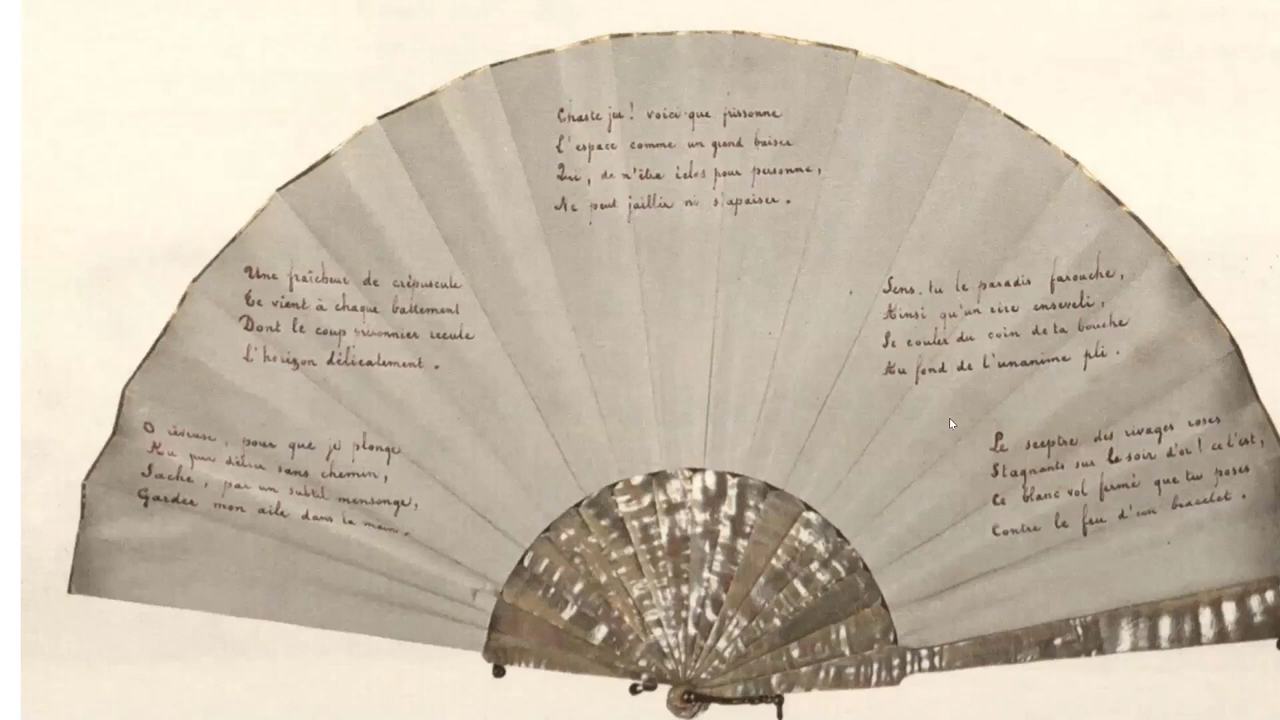 O rêveuse, pour que je plonge
Au pur délice sans chemin,
Sache, par un subtil mensonge,
Garder mon aile dans la main.
Une fraîcheur de crépuscule
Te vient à chaque battement
Dont le coup prisonnier recule
L'horizon délicatement.
Chaste jeu! voici que frissonne
L'espace comme un grand baiser
Qui, de n'être éclos pour personne,
Ne peut jaillir ni s'apaiser.
Sens-tu le paradis farouche,
Ainsi qu'un rire enseveli,
Se couler du coin de ta bouche
Au fond de l'unanime pli.
Le sceptre des rivages roses
Stagnants sur le soir d'or! ce l'est,
Ce blanc vol fermé que tu poses
Contre le feu d'un bracelet.